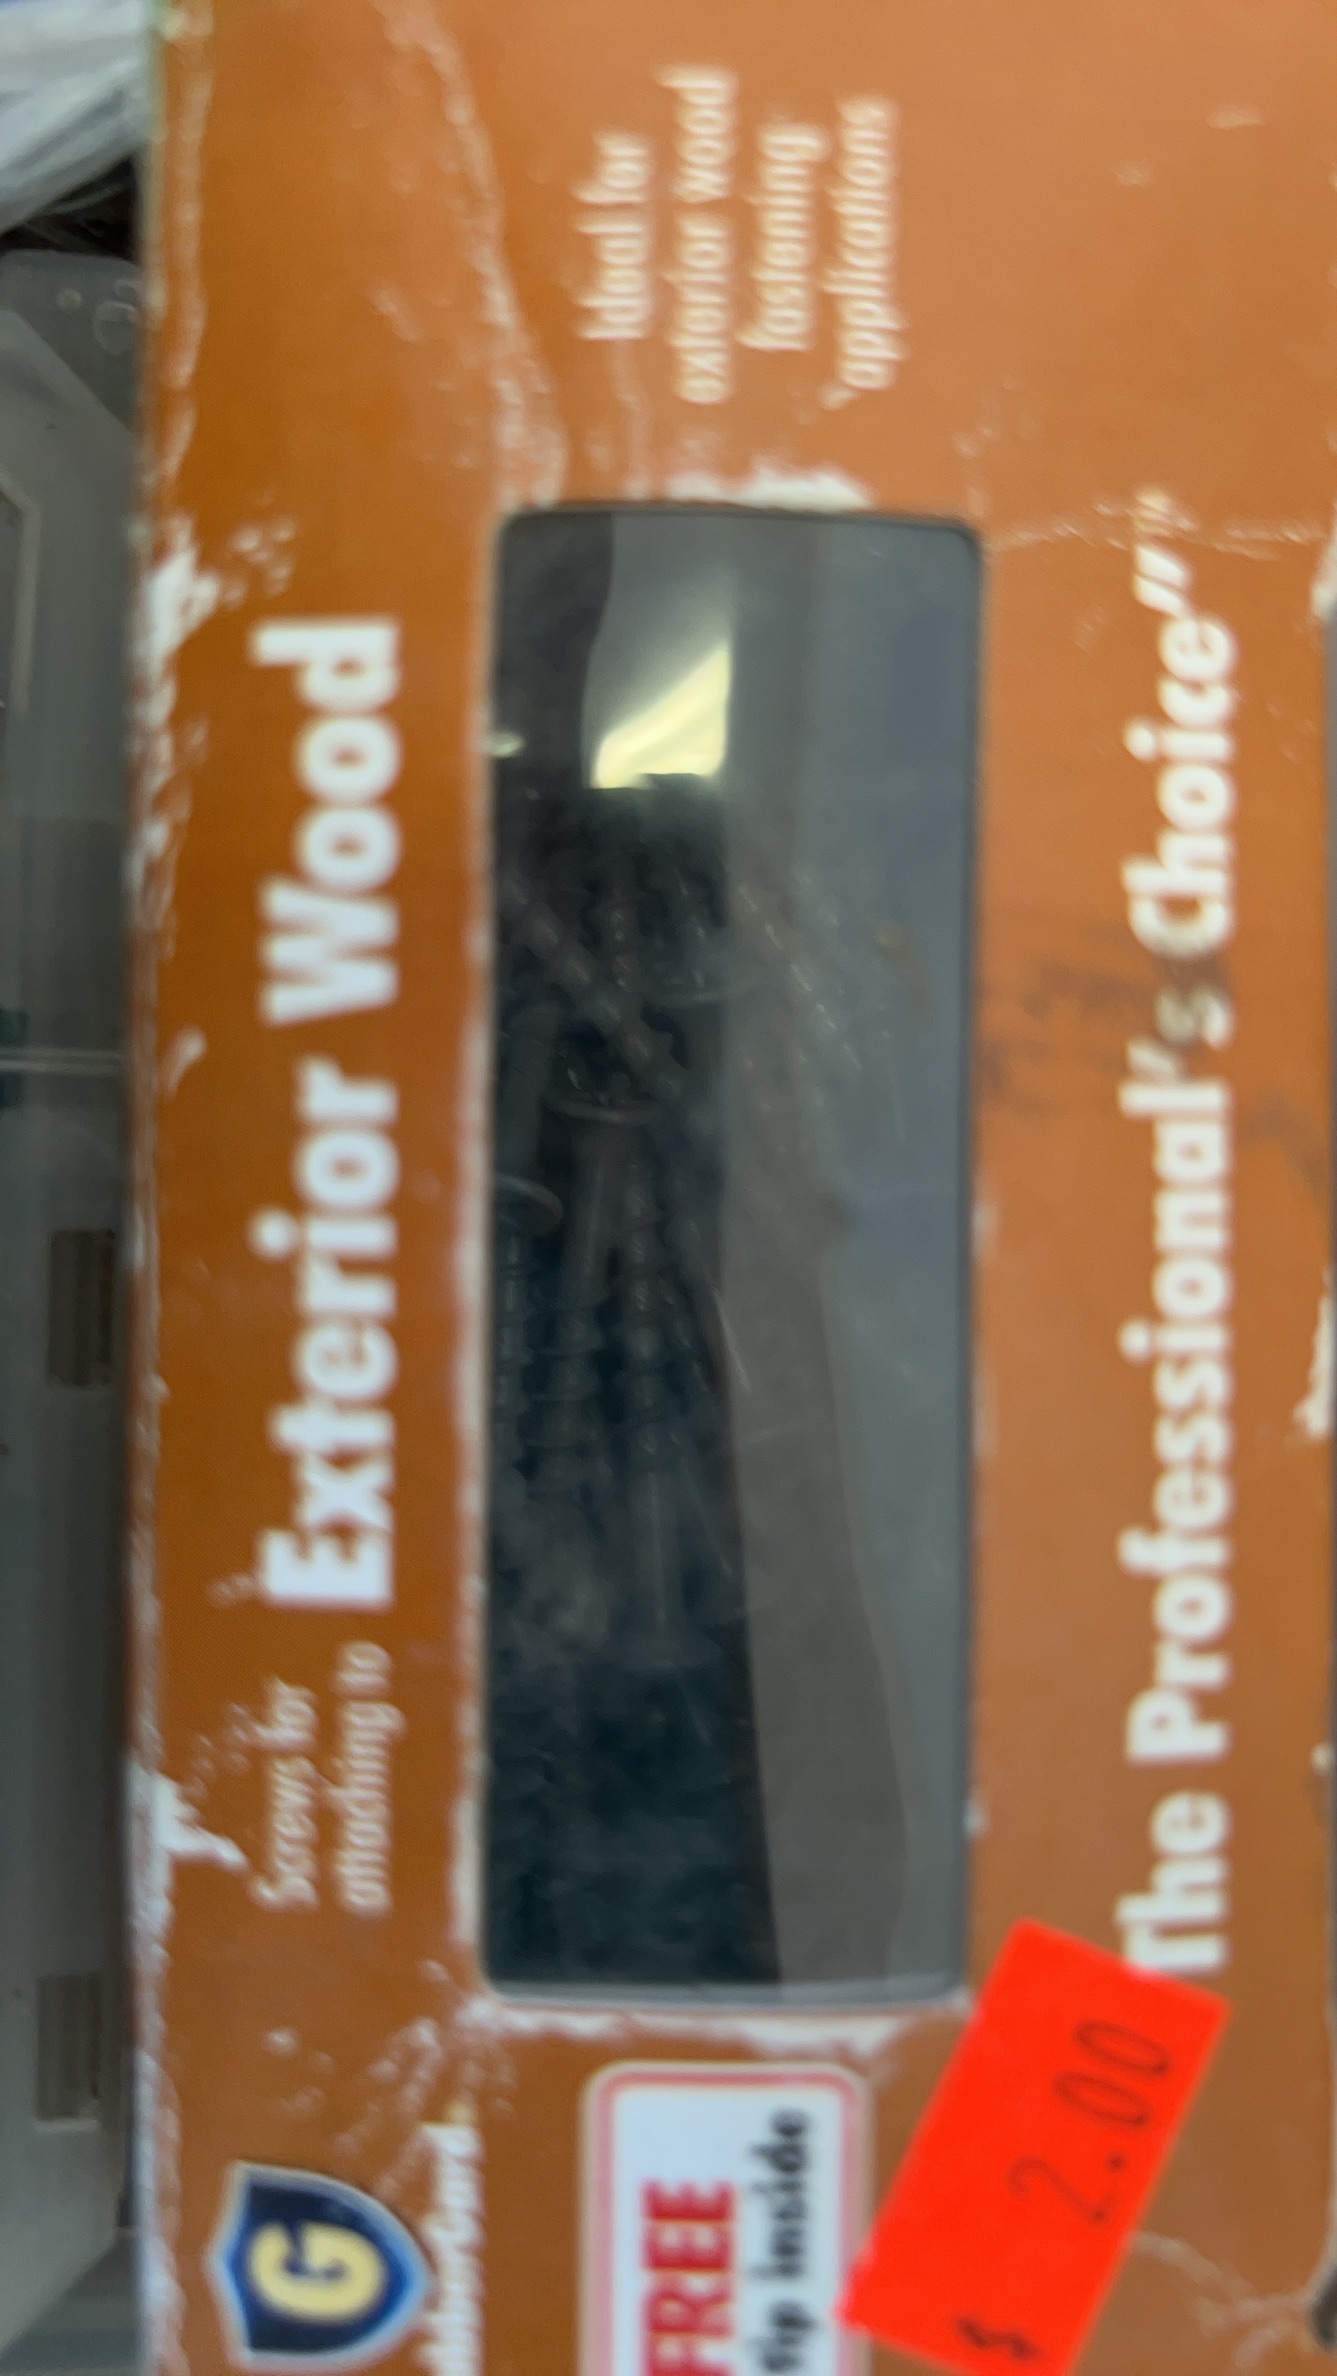 Screws for
attaching to
Exterior Wood
Ideal for
exterior wood
fastening
applications
G
FREE
inside
The Professional's Choice"
$ 2.00